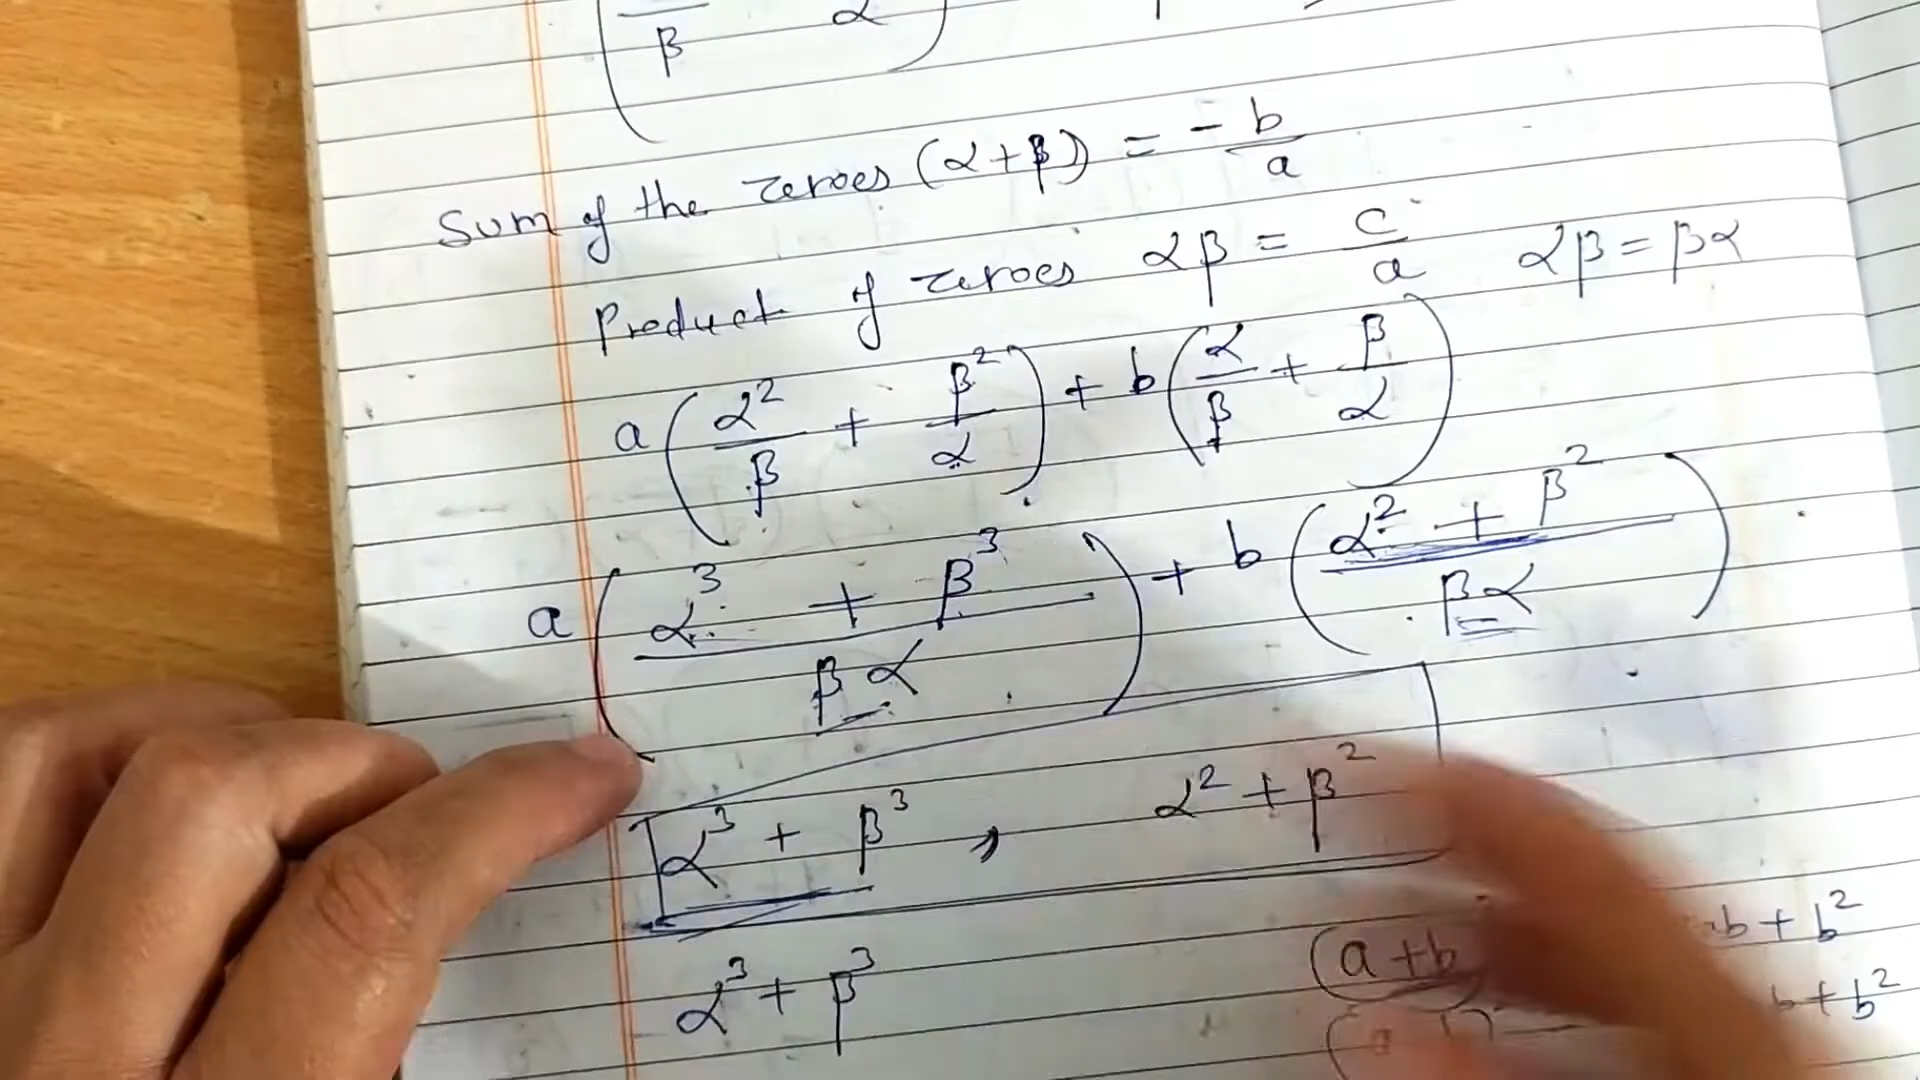 β α
Sum of the zeroes (α+β) = - b/a
Product of zeroes αβ = c/a αβ = βα
a(α²/β + β²/α) + b(α/β + β/α)
a(α³ + β³/βα) + b(α² + β²/βα)
α³ + β³ , α² + β²
α³ + β³
(a+b b + b²
b + b²